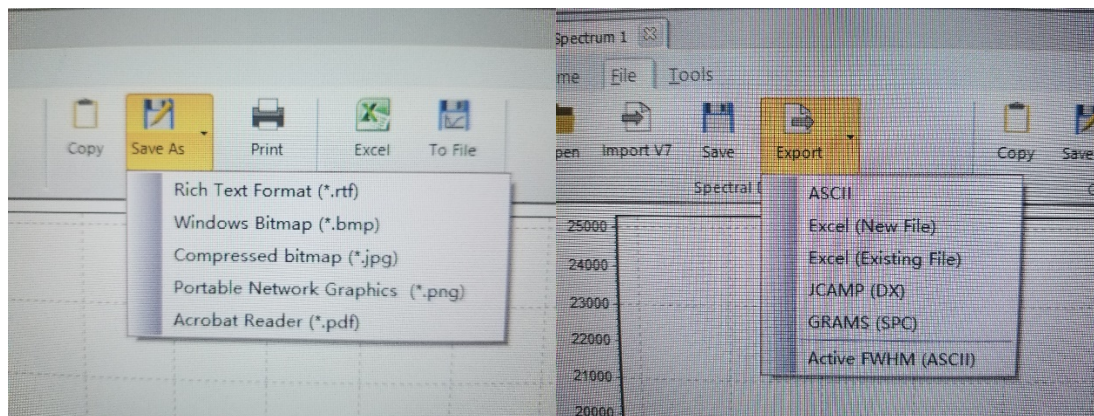 Copy
Save As
Print
Excel
To File
Rich Text Format (*.rtf)
Windows Bitmap (*.bmp)
Compressed bitmap (*.jpg)
Portable Network Graphics (*.png)
Acrobat Reader (*.pdf)
Spectrum 1
me
File
Tools
pen
Import V7
Save
Export
Copy
Save
Spectral D
ASCII
Excel (New File)
Excel (Existing File)
JCAMP (DX)
GRAMS (SPC)
Active FWHM (ASCII)
25000
24000
23000
22000
21000
20000